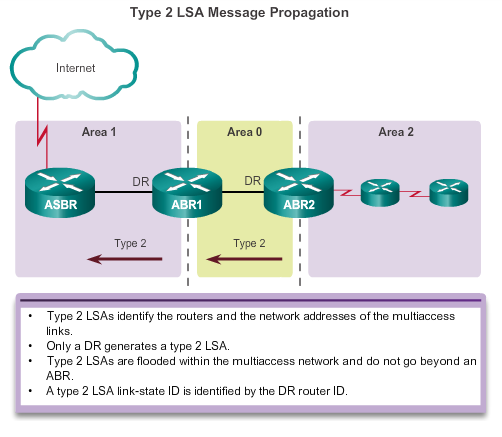 Type 2 LSA Message Propagation
Internet
Area 1
Area 0
Area 2
DR
DR
ASBR
ABR1
ABR2
Type 2
Type 2
• Type 2 LSAs identify the routers and the network addresses of the multiaccess
links.
• Only a DR generates a type 2 LSA.
• Type 2 LSAs are flooded within the multiaccess network and do not go beyond an
ABR.
• A type 2 LSA link-state ID is identified by the DR router ID.